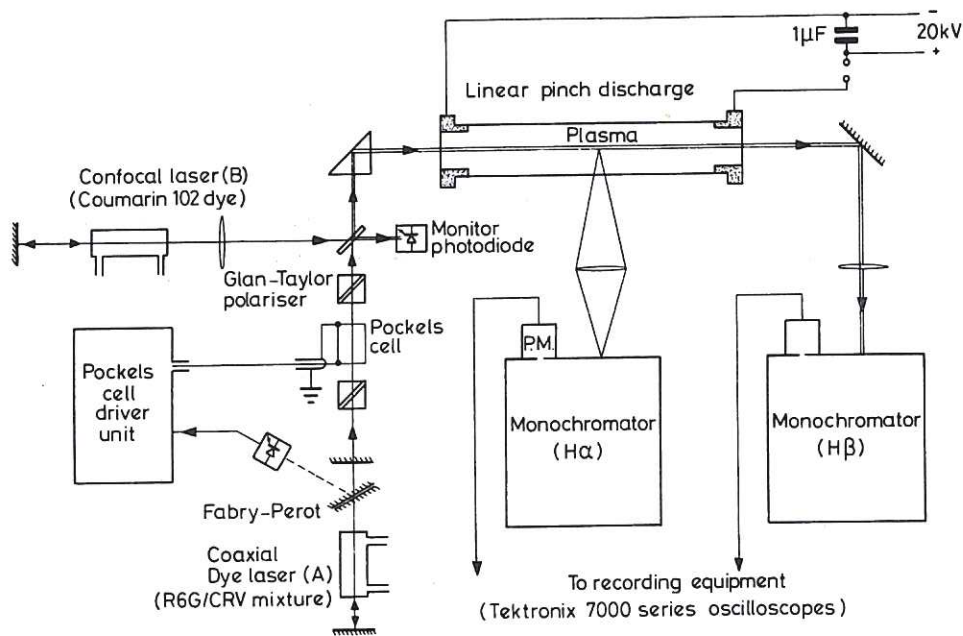 1μF
−
20kV
+
Linear pinch discharge
Plasma
Confocal laser (B)
(Coumarin 102 dye)
Monitor
photodiode
Glan-Taylor
polariser
Pockels
cell
P.M.
Pockels
cell
driver
unit
Monochromator
(Hα)
Monochromator
(Hβ)
Fabry-Perot
Coaxial
Dye laser (A)
(R6G/CRV mixture)
To recording equipment
(Tektronix 7000 series oscilloscopes)